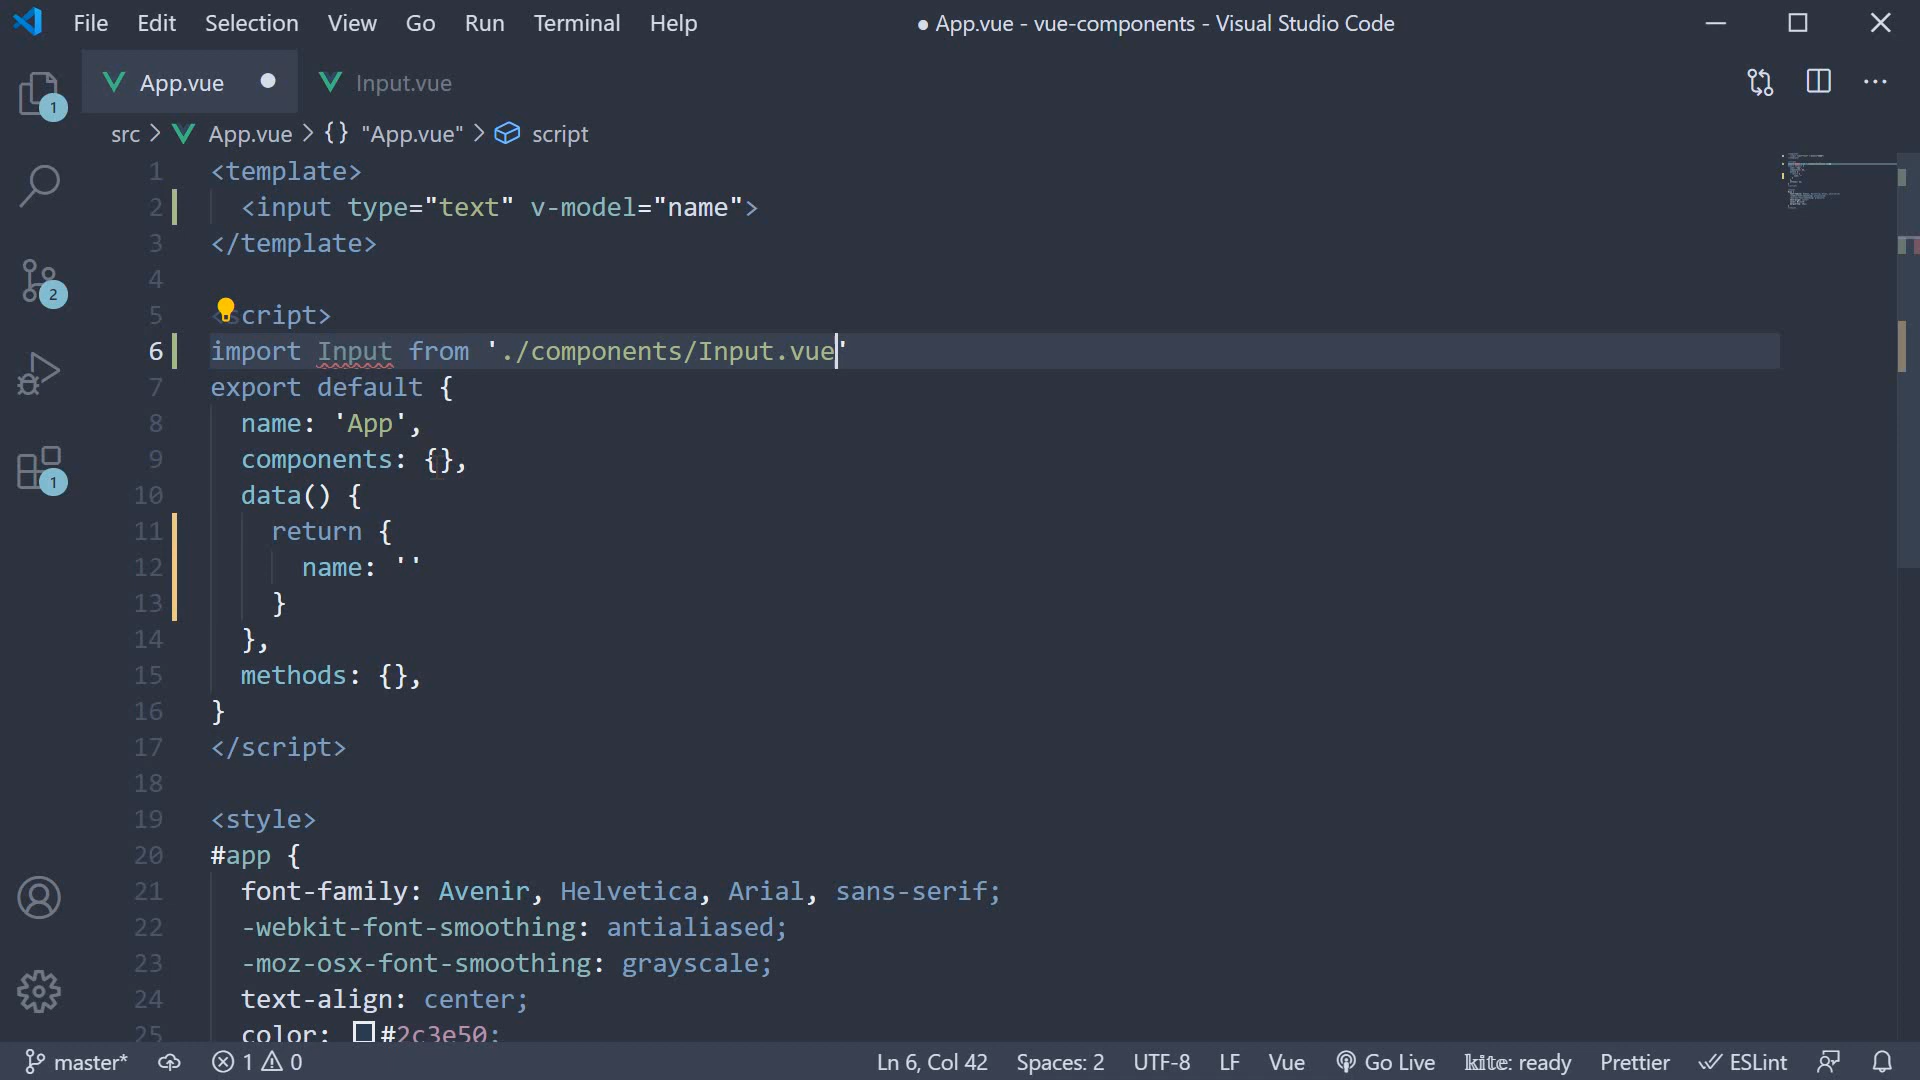 File Edit Selection View Go Run Terminal Help ● App.vue - vue-components - Visual Studio Code
App.vue Input.vue
src > App.vue > {} "App.vue" > script
1 <template>
2 <input type="text" v-model="name">
3 </template>
4
5 cript>
6 import Input from './components/Input.vue'
7 export default {
8 name: 'App',
9 components: {},
10 data() {
11 return {
12 name: ''
13 }
14 },
15 methods: {},
16 }
17 </script>
18
19 <style>
20 #app {
21 font-family: Avenir, Helvetica, Arial, sans-serif;
22 -webkit-font-smoothing: antialiased;
23 -moz-osx-font-smoothing: grayscale;
24 text-align: center;
25 color: #2c3e50;
1
2
1
master* 1 0 Ln 6, Col 42 Spaces: 2 UTF-8 LF Vue Go Live kite: ready Prettier ESLint